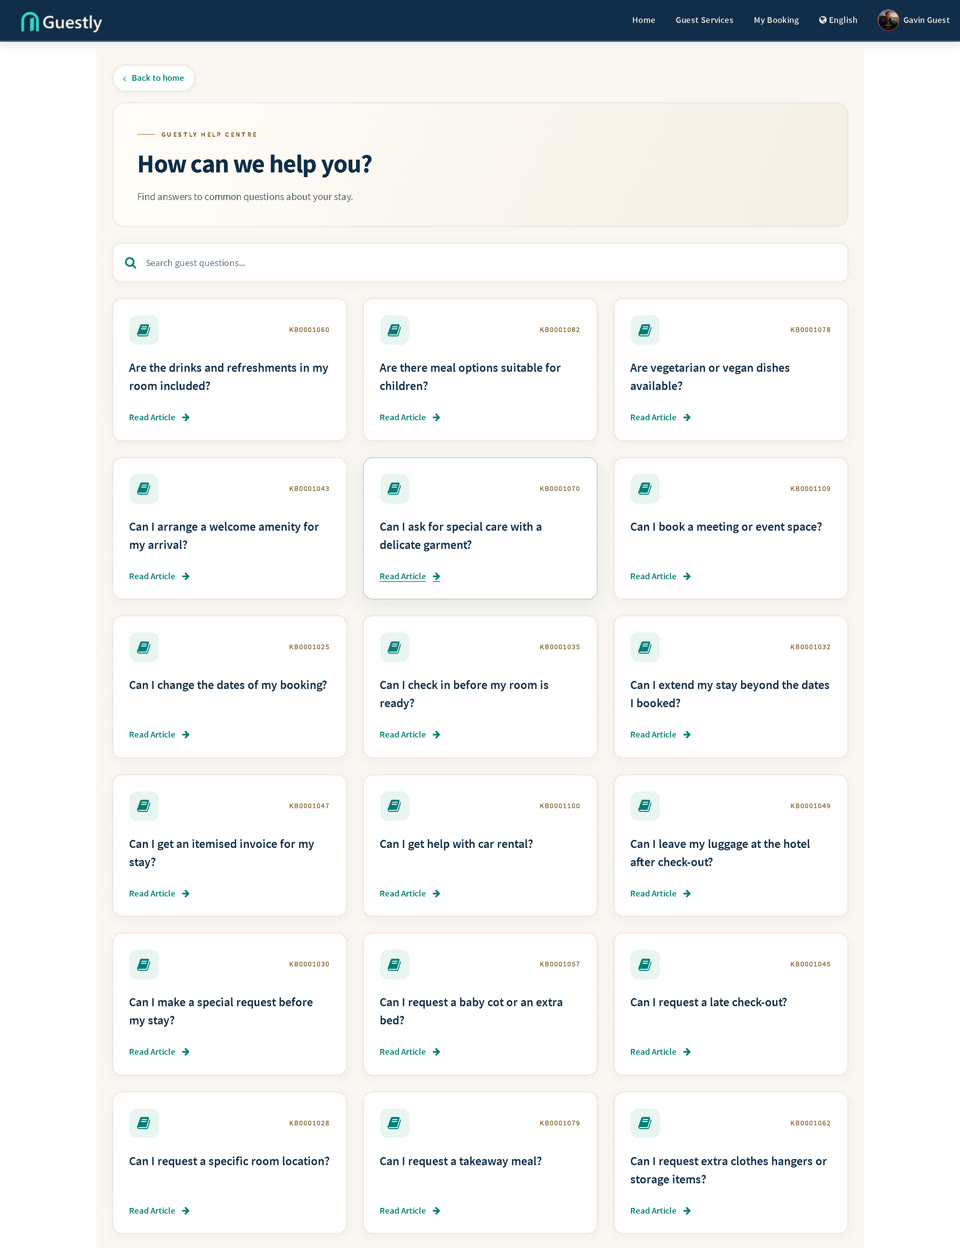 Guestly
Home
Guest Services
My Booking
English
Gavin Guest
Back to home
GUESTLY HELP CENTRE
How can we help you?
Find answers to common questions about your stay.
Search guest questions...
KB0001060
Are the drinks and refreshments in my
room included?
Read Article
KB0001082
Are there meal options suitable for
children?
Read Article
KB0001078
Are vegetarian or vegan dishes
available?
Read Article
KB0001043
Can I arrange a welcome amenity for
my arrival?
Read Article
KB0001070
Can I ask for special care with a
delicate garment?
Read Article
KB0001109
Can I book a meeting or event space?
Read Article
KB0001025
Can I change the dates of my booking?
Read Article
KB0001035
Can I check in before my room is
ready?
Read Article
KB0001032
Can I extend my stay beyond the dates
I booked?
Read Article
KB0001047
Can I get an itemised invoice for my
stay?
Read Article
KB0001100
Can I get help with car rental?
Read Article
KB0001049
Can I leave my luggage at the hotel
after check-out?
Read Article
KB0001030
Can I make a special request before
my stay?
Read Article
KB0001057
Can I request a baby cot or an extra
bed?
Read Article
KB0001045
Can I request a late check-out?
Read Article
KB0001028
Can I request a specific room location?
Read Article
KB0001079
Can I request a takeaway meal?
Read Article
KB0001062
Can I request extra clothes hangers or
storage items?
Read Article